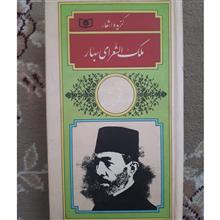 گزیده اشعار
ملک الشعرای بهار